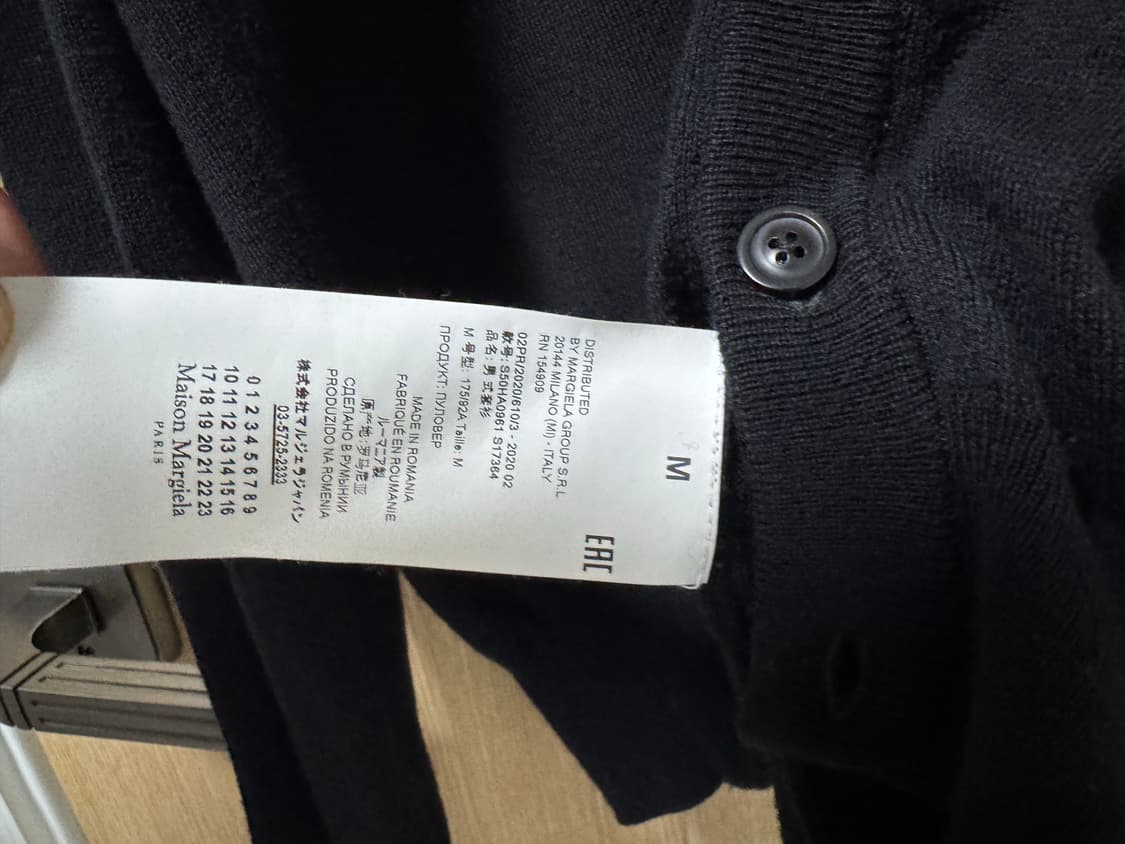 M
EAC
DISTRIBUTED
BY MARGIELA GROUP S.R.L
20144 MILANO (MI) - ITALY
RN 154909
02PR/2020/610/3 - 2020 02
款号: S50HA0961 S17364
品名: 男 式 套衫
M 号型: 175/92A Taille: M
ПРОДУКТ: ПУЛОВЕР
MADE IN ROMANIA
FABRIQUÉ EN ROUMANIE
ルーマニア製
原产地:罗马尼亚
СДЕЛАНО В РУМЫНИИ
PRODUZIDO NA ROMENIA
株式会社マルジェラジャパン
03-5725-2333
0 1 2 3 4 5 6 7 8 9
10 11 12 13 14 15 16
17 18 19 20 21 22 23
Maison Margiela
PARIS